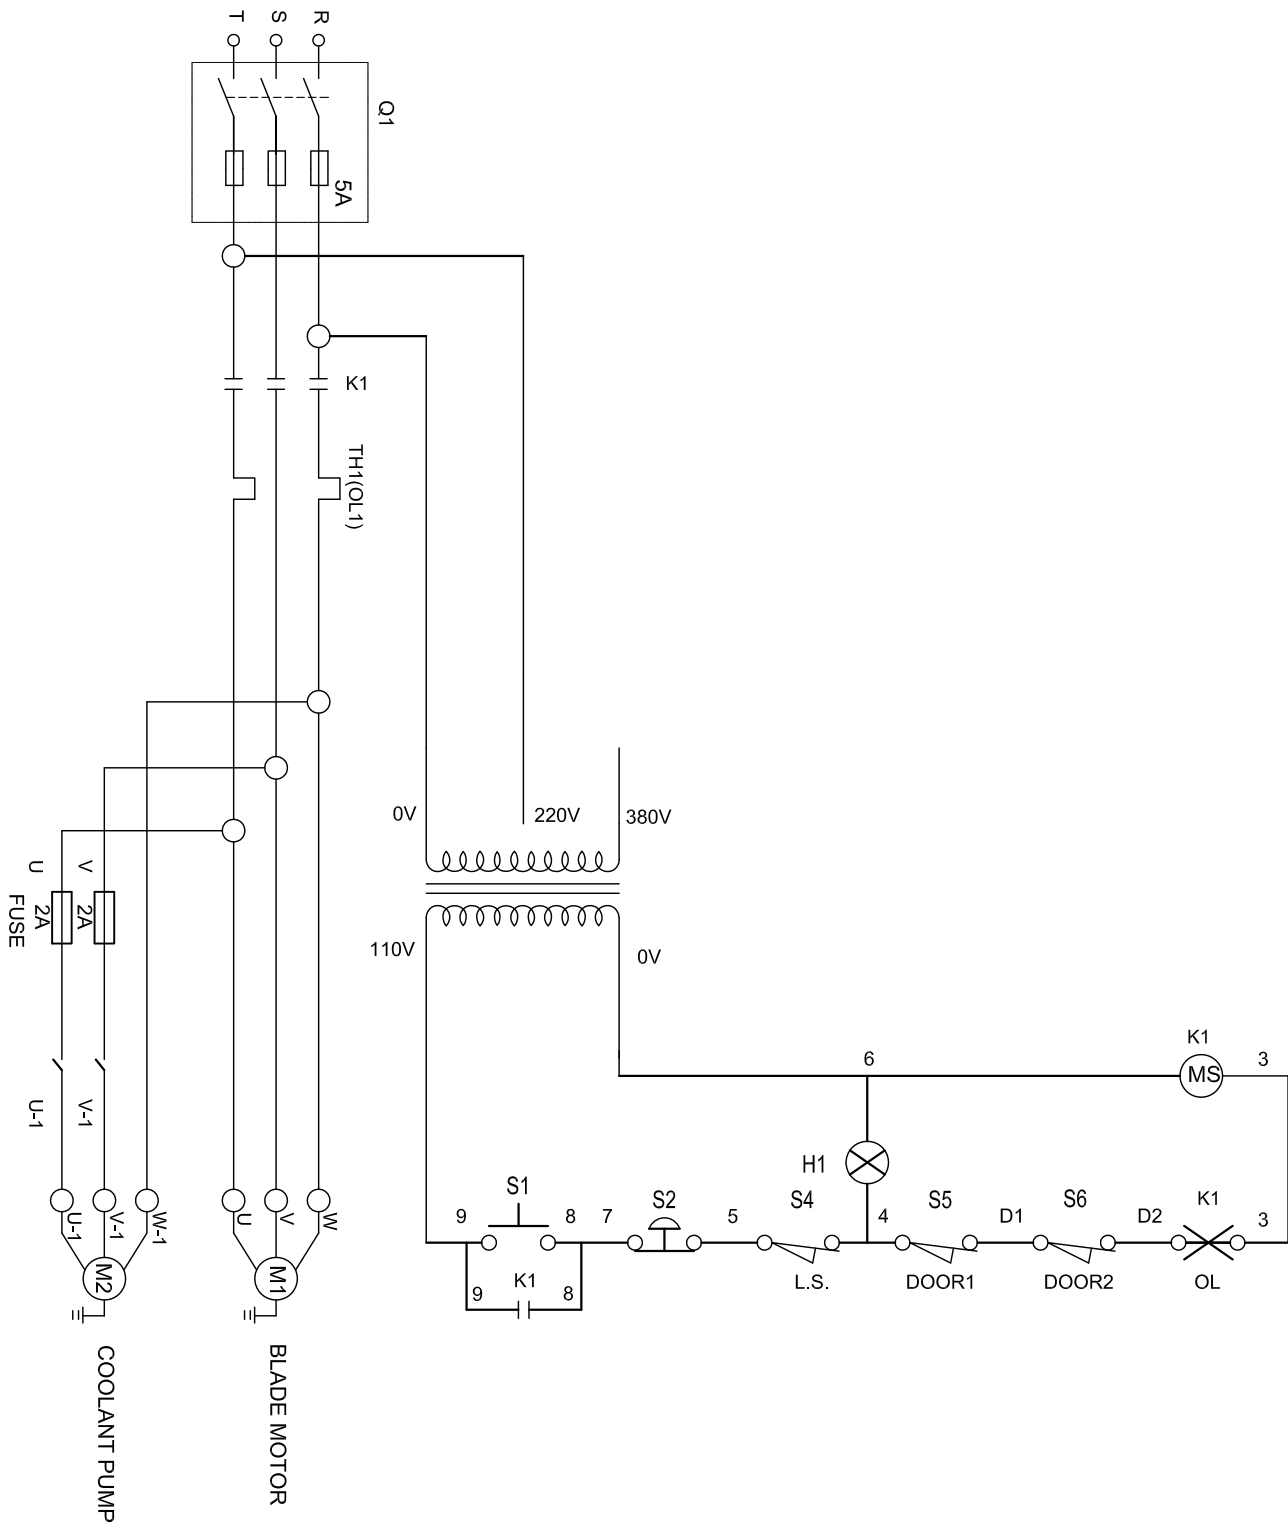 T
S
R
Q1
5A
K1
TH1(OL1)
0V
220V
380V
110V
0V
U
V
2A
2A
FUSE
U-1
V-1
U-1
V-1
W-1
U
V
W
M2
M1
COOLANT PUMP
BLADE MOTOR
K1
6
MS
3
H1
S1
S2
S4
S5
S6
K1
9
8
7
5
4
D1
D2
3
L.S.
DOOR1
DOOR2
OL
K1
9
8